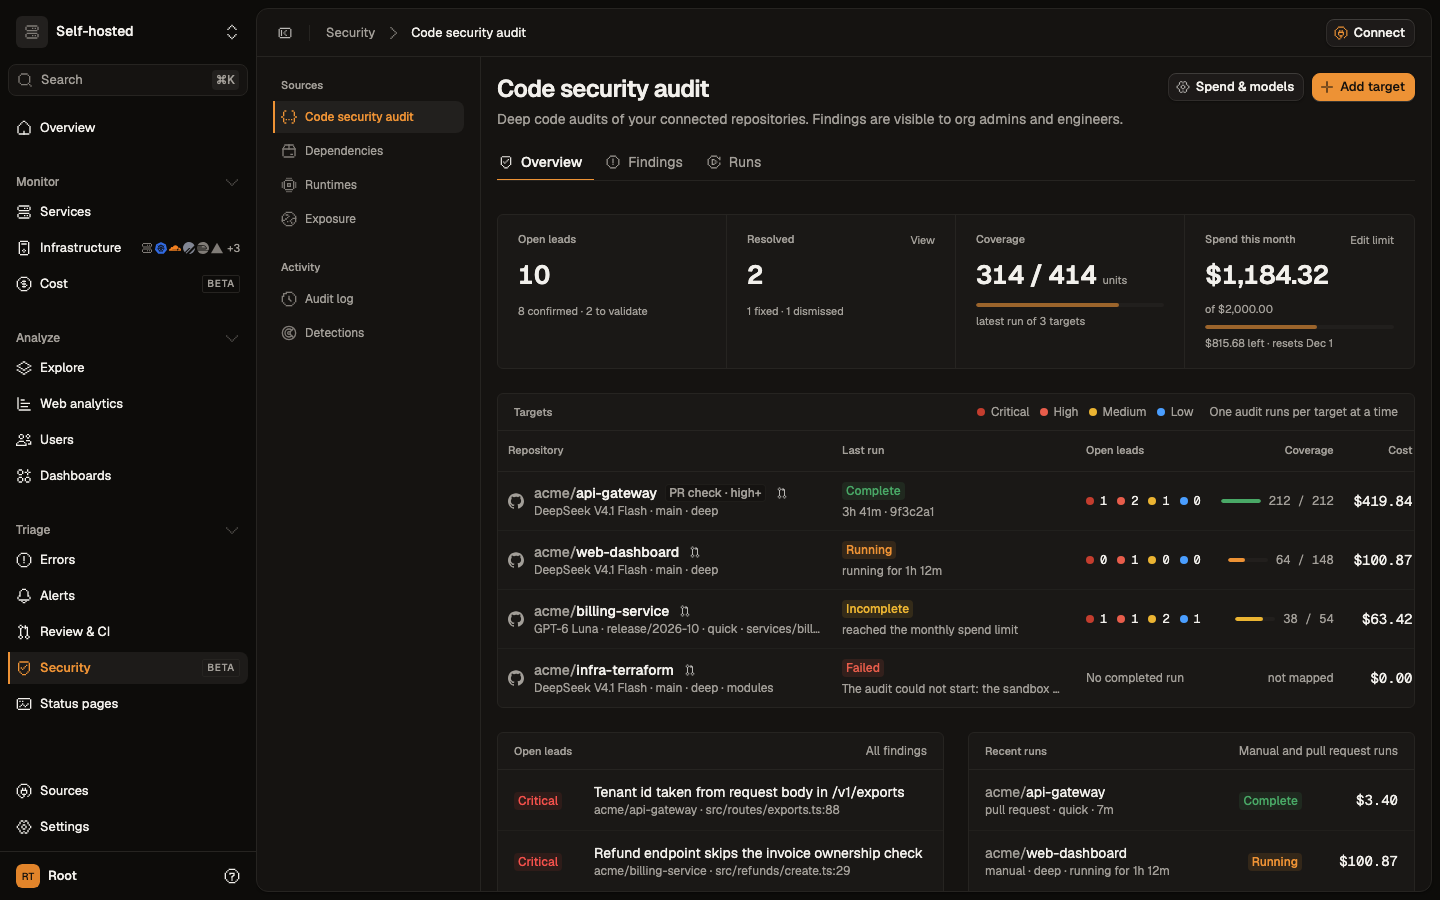 Self-hosted
Search ⌘K
Overview
Monitor
Services
Infrastructure +3
Cost BETA
Analyze
Explore
Web analytics
Users
Dashboards
Triage
Errors
Alerts
Review & CI
Security BETA
Status pages
Sources
Settings
RT Root
Security Code security audit
Connect
Sources
Code security audit
Dependencies
Runtimes
Exposure
Activity
Audit log
Detections
Code security audit
Spend & models
Add target
Deep code audits of your connected repositories. Findings are visible to org admins and engineers.
Overview Findings Runs
Open leads
10
8 confirmed · 2 to validate
Resolved View
2
1 fixed · 1 dismissed
Coverage
314 / 414 units
latest run of 3 targets
Spend this month Edit limit
$1,184.32
of $2,000.00
$815.68 left · resets Dec 1
Targets Critical High Medium Low One audit runs per target at a time
Repository Last run Open leads Coverage Cost
acme/api-gateway PR check · high+ Complete 1 2 1 0 212 / 212 $419.84
DeepSeek V4.1 Flash · main · deep 3h 41m · 9f3c2a1
acme/web-dashboard Running 0 1 0 0 64 / 148 $100.87
DeepSeek V4.1 Flash · main · deep running for 1h 12m
acme/billing-service Incomplete 1 1 2 1 38 / 54 $63.42
GPT-6 Luna · release/2026-10 · quick · services/bill... reached the monthly spend limit
acme/infra-terraform Failed No completed run not mapped $0.00
DeepSeek V4.1 Flash · main · deep · modules The audit could not start: the sandbox ...
Open leads All findings
Critical Tenant id taken from request body in /v1/exports
acme/api-gateway · src/routes/exports.ts:88
Critical Refund endpoint skips the invoice ownership check
acme/billing-service · src/refunds/create.ts:29
Recent runs Manual and pull request runs
acme/api-gateway Complete $3.40
pull request · quick · 7m
acme/web-dashboard Running $100.87
manual · deep · running for 1h 12m